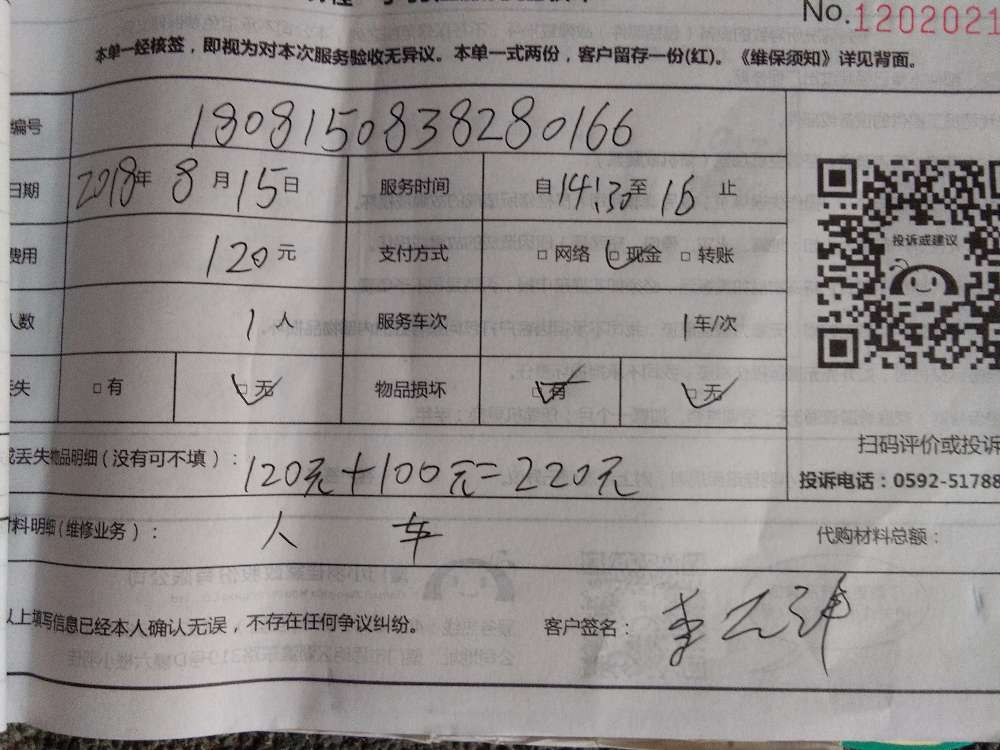 No.1202021
本单一经核签，即视为对本次服务验收无异议。本单一式两份，客户留存一份(红)。《维保须知》详见背面。
编号 1808150838280166
日期 2018年 8月15日 服务时间 自14:30至16止
费用 120元 支付方式 □网络 □现金 □转账
投诉或建议
人数 1人 服务车次 1车/次
丢失 □有 □无 物品损坏 □有 □无
扫码评价或投诉
或丢失物品明细(没有可不填)： 120元+100元=220元
投诉电话：0592-51788
材料明细(维修业务)： 人 车 代购材料总额：
以上填写信息已经本人确认无误，不存在任何争议纠纷。 客户签名：